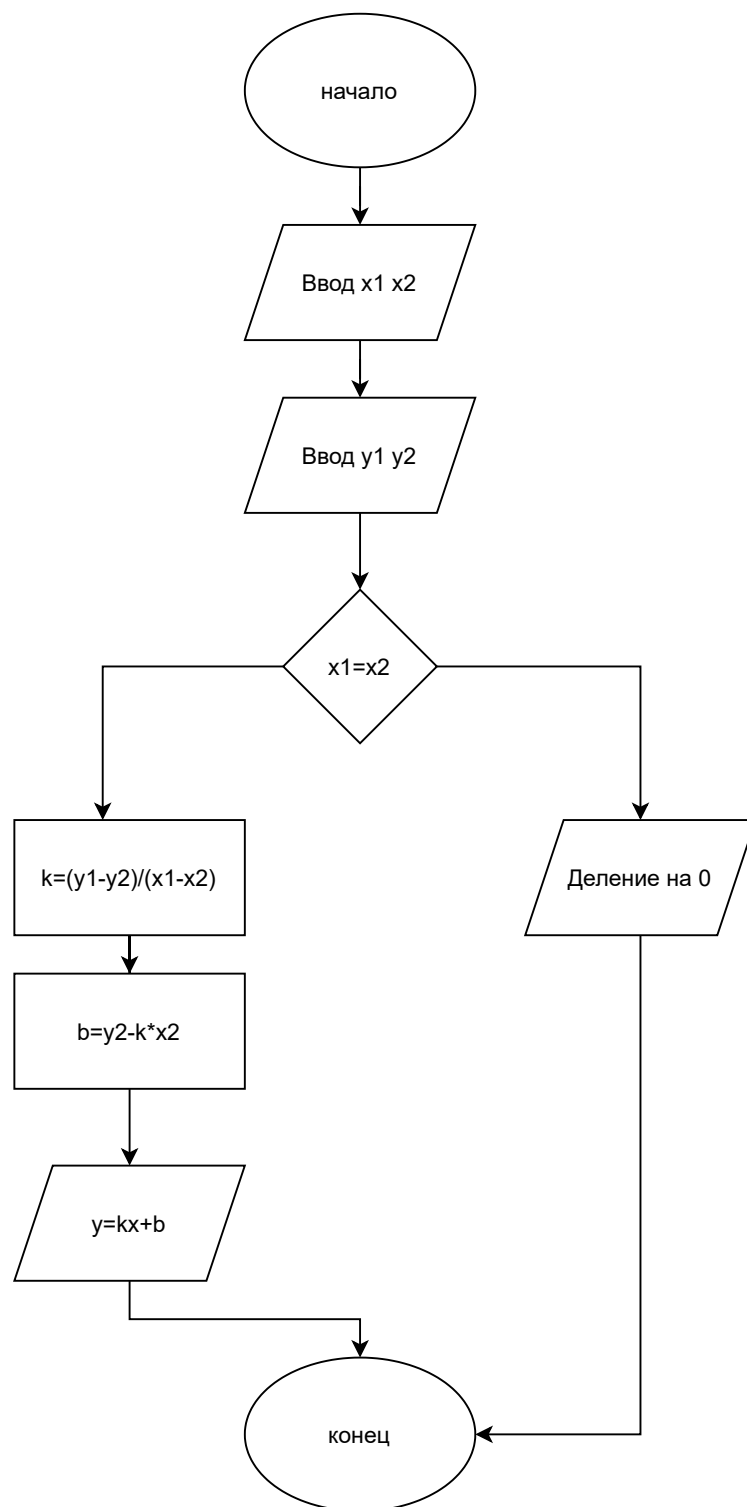 начало
Ввод x1 x2
Ввод y1 y2
x1=x2
k=(y1-y2)/(x1-x2)
Деление на 0
b=y2-k*x2
y=kx+b
конец